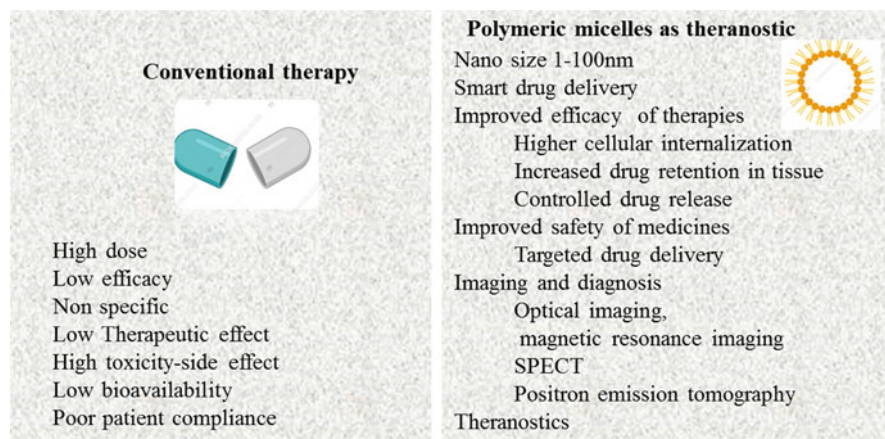 Conventional therapy
High dose
Low efficacy
Non specific
Low Therapeutic effect
High toxicity-side effect
Low bioavailability
Poor patient compliance
Polymeric micelles as theranostic
Nano size 1-100nm
Smart drug delivery
Improved efficacy of therapies
Higher cellular internalization
Increased drug retention in tissue
Controlled drug release
Improved safety of medicines
Targeted drug delivery
Imaging and diagnosis
Optical imaging,
magnetic resonance imaging
SPECT
Positron emission tomography
Theranostics